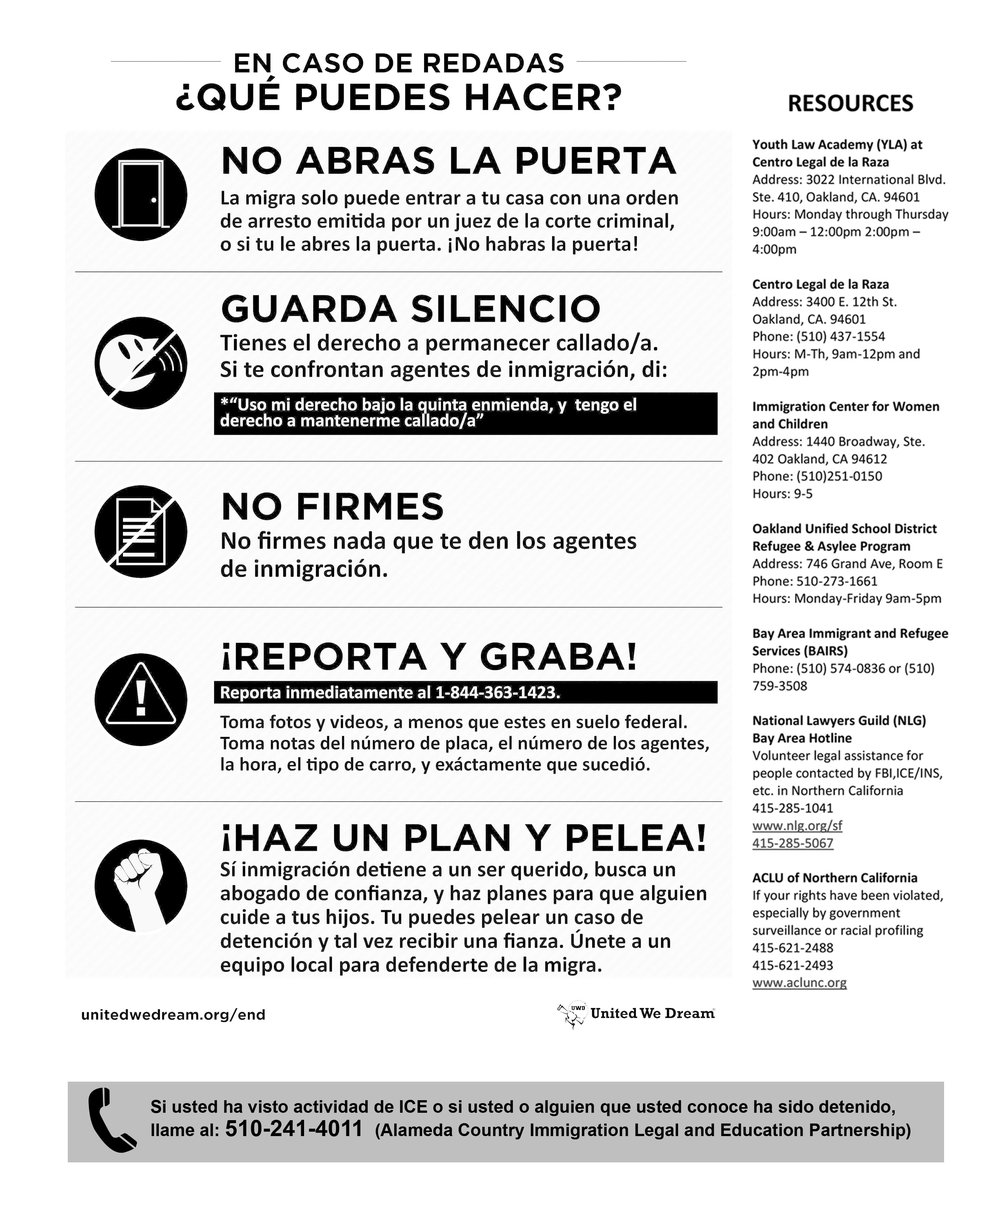 EN CASO DE REDADAS
¿QUÉ PUEDES HACER?
NO ABRAS LA PUERTA
La migra solo puede entrar a tu casa con una orden
de arresto emitida por un juez de la corte criminal,
o si tu le abres la puerta. ¡No habras la puerta!
GUARDA SILENCIO
Tienes el derecho a permanecer callado/a.
Si te confrontan agentes de inmigración, di:
*“Uso mi derecho bajo la quinta enmienda, y tengo el
derecho a mantenerme callado/a”
NO FIRMES
No firmes nada que te den los agentes
de inmigración.
¡REPORTA Y GRABA!
Reporta inmediatamente al 1-844-363-1423.
Toma fotos y videos, a menos que estes en suelo federal.
Toma notas del número de placa, el número de los agentes,
la hora, el tipo de carro, y exáctamente que sucedió.
¡HAZ UN PLAN Y PELEA!
Sí inmigración detiene a un ser querido, busca un
abogado de confianza, y haz planes para que alguien
cuide a tus hijos. Tu puedes pelear un caso de
detención y tal vez recibir una fianza. Únete a un
equipo local para defenderte de la migra.
unitedwedream.org/end
UWD
United We Dream
RESOURCES
Youth Law Academy (YLA) at
Centro Legal de la Raza
Address: 3022 International Blvd.
Ste. 410, Oakland, CA. 94601
Hours: Monday through Thursday
9:00am – 12:00pm 2:00pm –
4:00pm
Centro Legal de la Raza
Address: 3400 E. 12th St.
Oakland, CA. 94601
Phone: (510) 437-1554
Hours: M-Th, 9am-12pm and
2pm-4pm
Immigration Center for Women
and Children
Address: 1440 Broadway, Ste.
402 Oakland, CA 94612
Phone: (510)251-0150
Hours: 9-5
Oakland Unified School District
Refugee & Asylee Program
Address: 746 Grand Ave, Room E
Phone: 510-273-1661
Hours: Monday-Friday 9am-5pm
Bay Area Immigrant and Refugee
Services (BAIRS)
Phone: (510) 574-0836 or (510)
759-3508
National Lawyers Guild (NLG)
Bay Area Hotline
Volunteer legal assistance for
people contacted by FBI,ICE/INS,
etc. in Northern California
415-285-1041
www.nlg.org/sf
415-285-5067
ACLU of Northern California
If your rights have been violated,
especially by government
surveillance or racial profiling
415-621-2488
415-621-2493
www.aclunc.org
Si usted ha visto actividad de ICE o si usted o alguien que usted conoce ha sido detenido,
llame al: 510-241-4011 (Alameda Country Immigration Legal and Education Partnership)